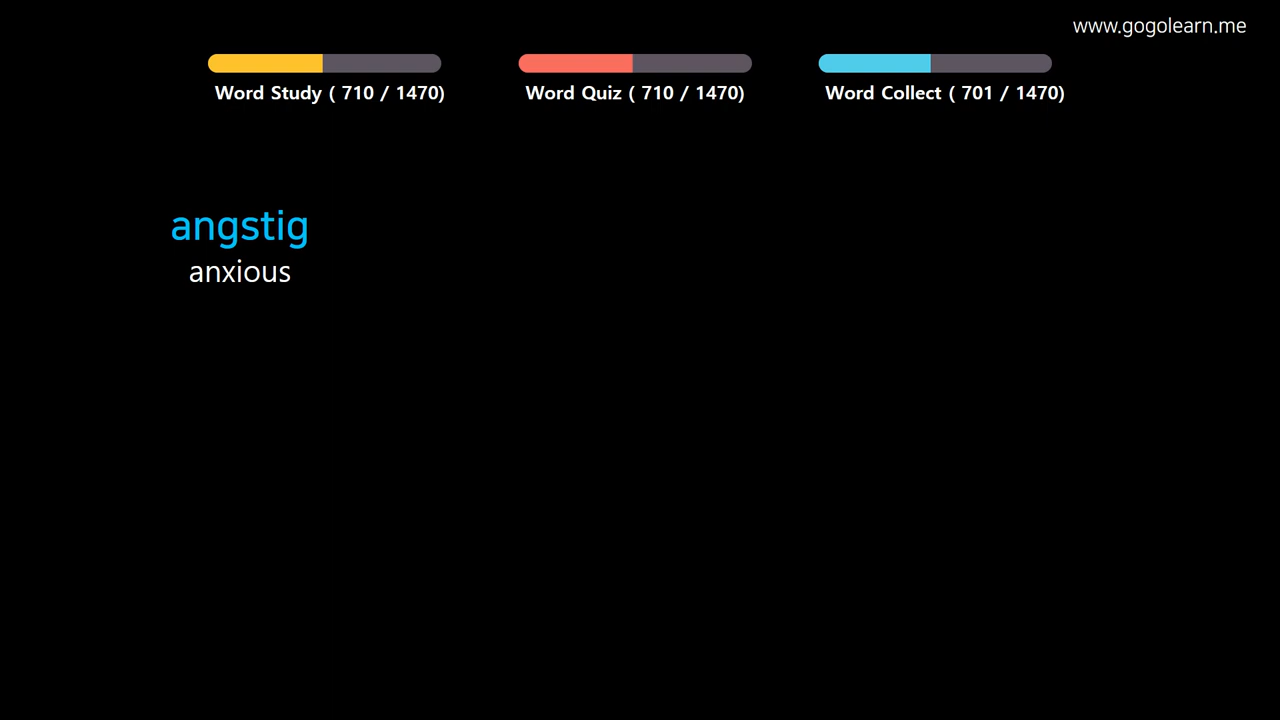 www.gogolearn.me
Word Study ( 710 / 1470)
Word Quiz ( 710 / 1470)
Word Collect ( 701 / 1470)
angstig
anxious